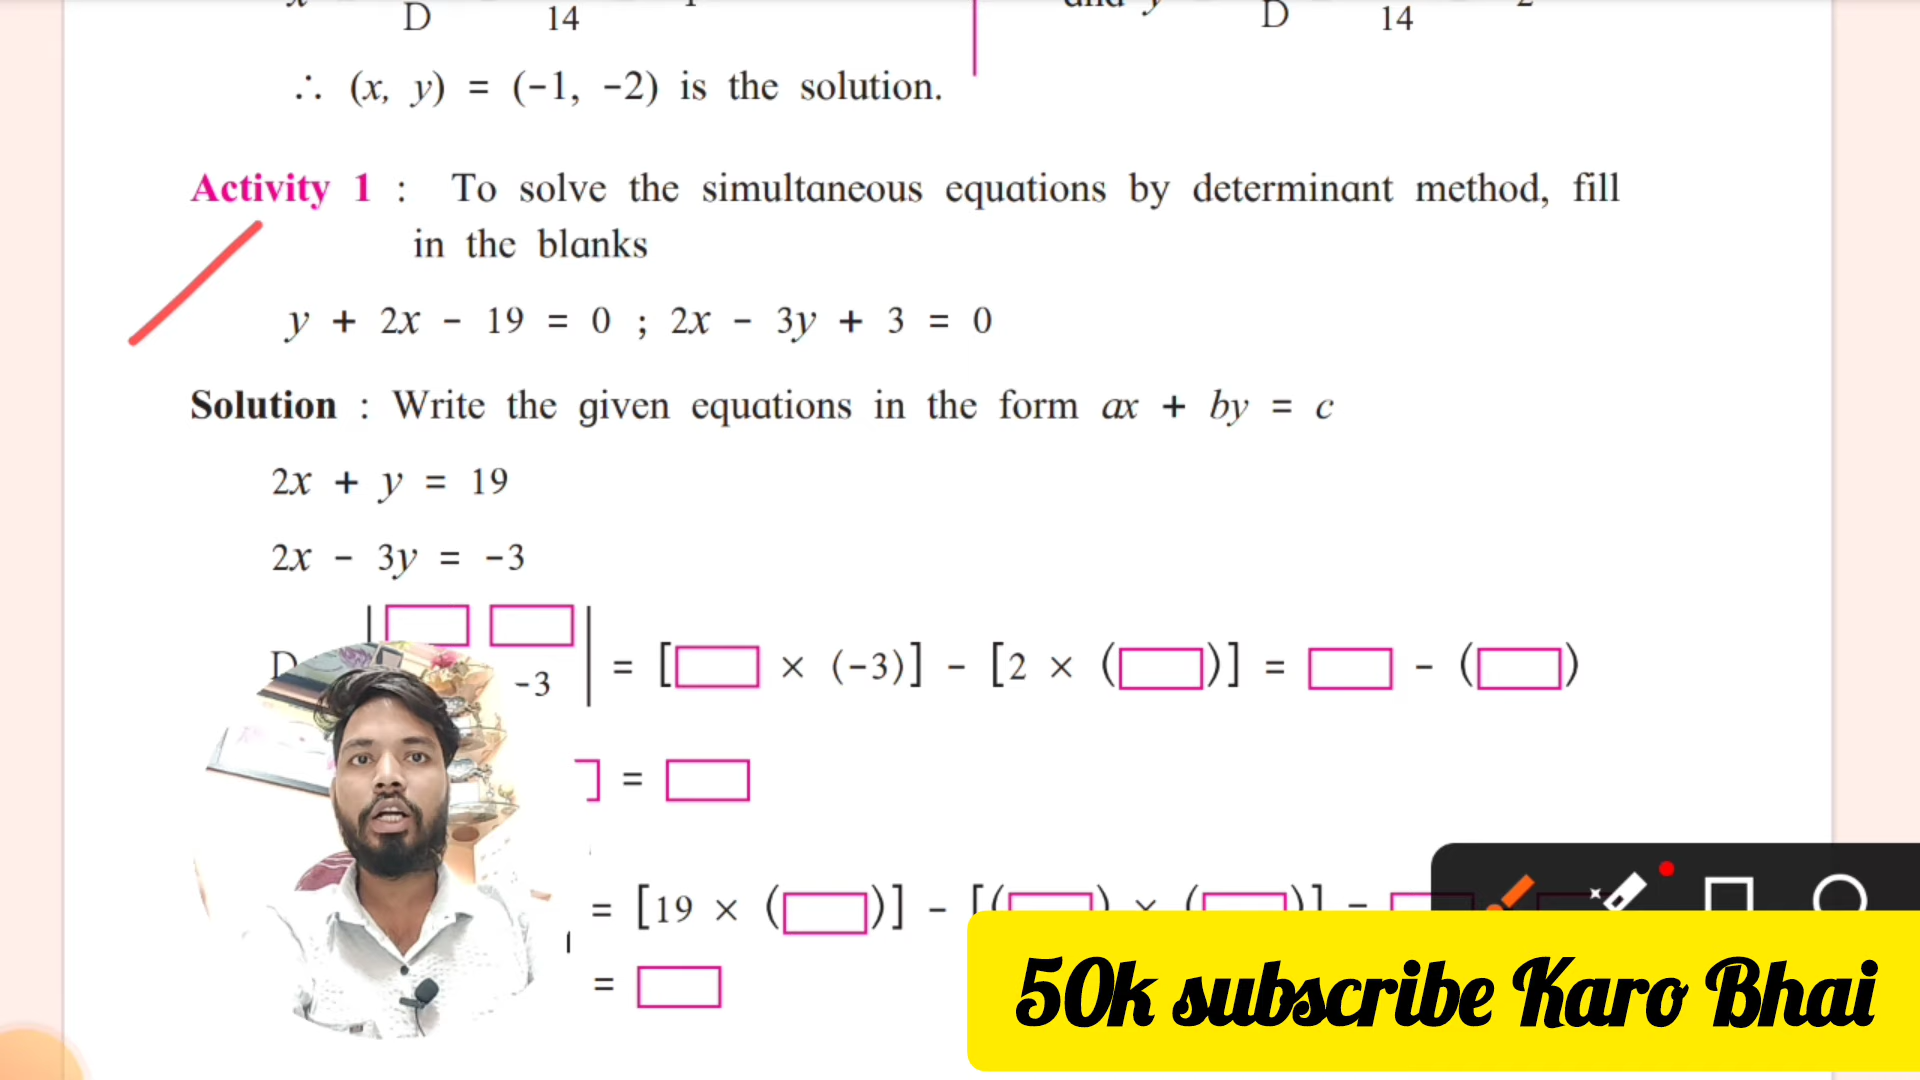 D 14 D 14
∴ (x, y) = (-1, -2) is the solution.
Activity 1 : To solve the simultaneous equations by determinant method, fill
in the blanks
y + 2x - 19 = 0 ; 2x - 3y + 3 = 0
Solution : Write the given equations in the form ax + by = c
2x + y = 19
2x - 3y = -3
D -3 = [ × (-3)] - [2 × ( )] = - ( )
=
= [19 × ( )] - [( ) × ( )] =
=
50k subscribe Karo Bhai